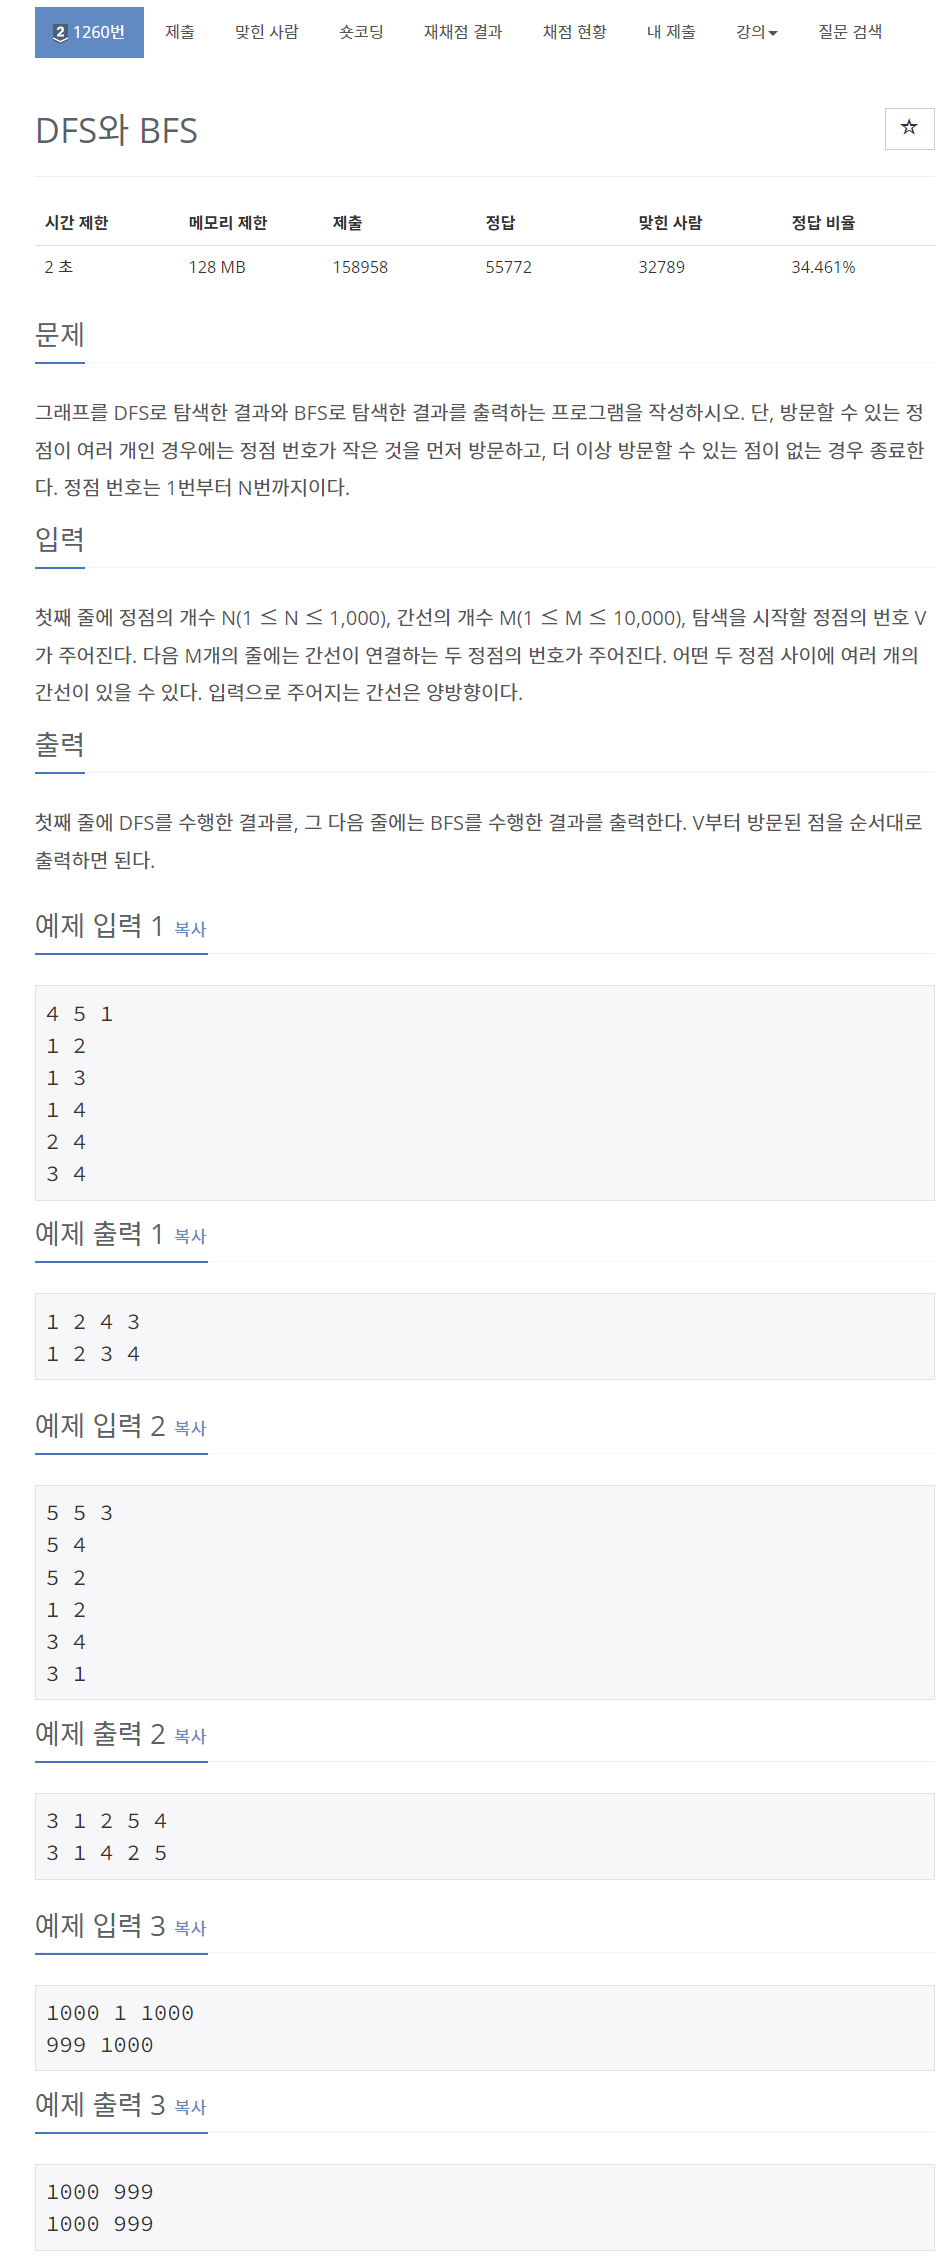 2 1260번 제출 맞힌 사람 숏코딩 재채점 결과 채점 현황 내 제출 강의 질문 검색
DFS와 BFS
시간 제한 메모리 제한 제출 정답 맞힌 사람 정답 비율
2 초 128 MB 158958 55772 32789 34.461%
문제
그래프를 DFS로 탐색한 결과와 BFS로 탐색한 결과를 출력하는 프로그램을 작성하시오. 단, 방문할 수 있는 정
점이 여러 개인 경우에는 정점 번호가 작은 것을 먼저 방문하고, 더 이상 방문할 수 있는 점이 없는 경우 종료한
다. 정점 번호는 1번부터 N번까지이다.
입력
첫째 줄에 정점의 개수 N(1 ≤ N ≤ 1,000), 간선의 개수 M(1 ≤ M ≤ 10,000), 탐색을 시작할 정점의 번호 V
가 주어진다. 다음 M개의 줄에는 간선이 연결하는 두 정점의 번호가 주어진다. 어떤 두 정점 사이에 여러 개의
간선이 있을 수 있다. 입력으로 주어지는 간선은 양방향이다.
출력
첫째 줄에 DFS를 수행한 결과를, 그 다음 줄에는 BFS를 수행한 결과를 출력한다. V부터 방문된 점을 순서대로
출력하면 된다.
예제 입력 1 복사
4 5 1
1 2
1 3
1 4
2 4
3 4
예제 출력 1 복사
1 2 4 3
1 2 3 4
예제 입력 2 복사
5 5 3
5 4
5 2
1 2
3 4
3 1
예제 출력 2 복사
3 1 2 5 4
3 1 4 2 5
예제 입력 3 복사
1000 1 1000
999 1000
예제 출력 3 복사
1000 999
1000 999